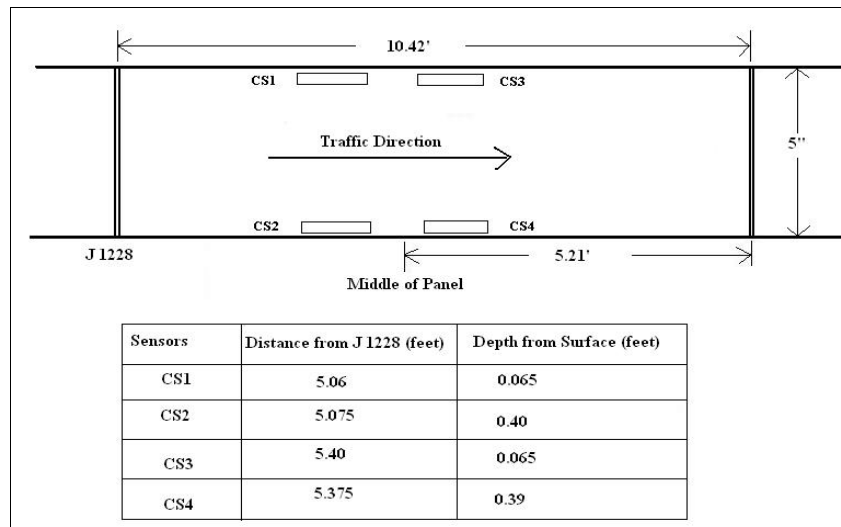 10.42'
CS1
CS3
Traffic Direction
5"
CS2
CS4
J 1228
5.21'
Middle of Panel
Sensors Distance from J 1228 (feet) Depth from Surface (feet)
CS1 5.06 0.065
CS2 5.075 0.40
CS3 5.40 0.065
CS4 5.375 0.39